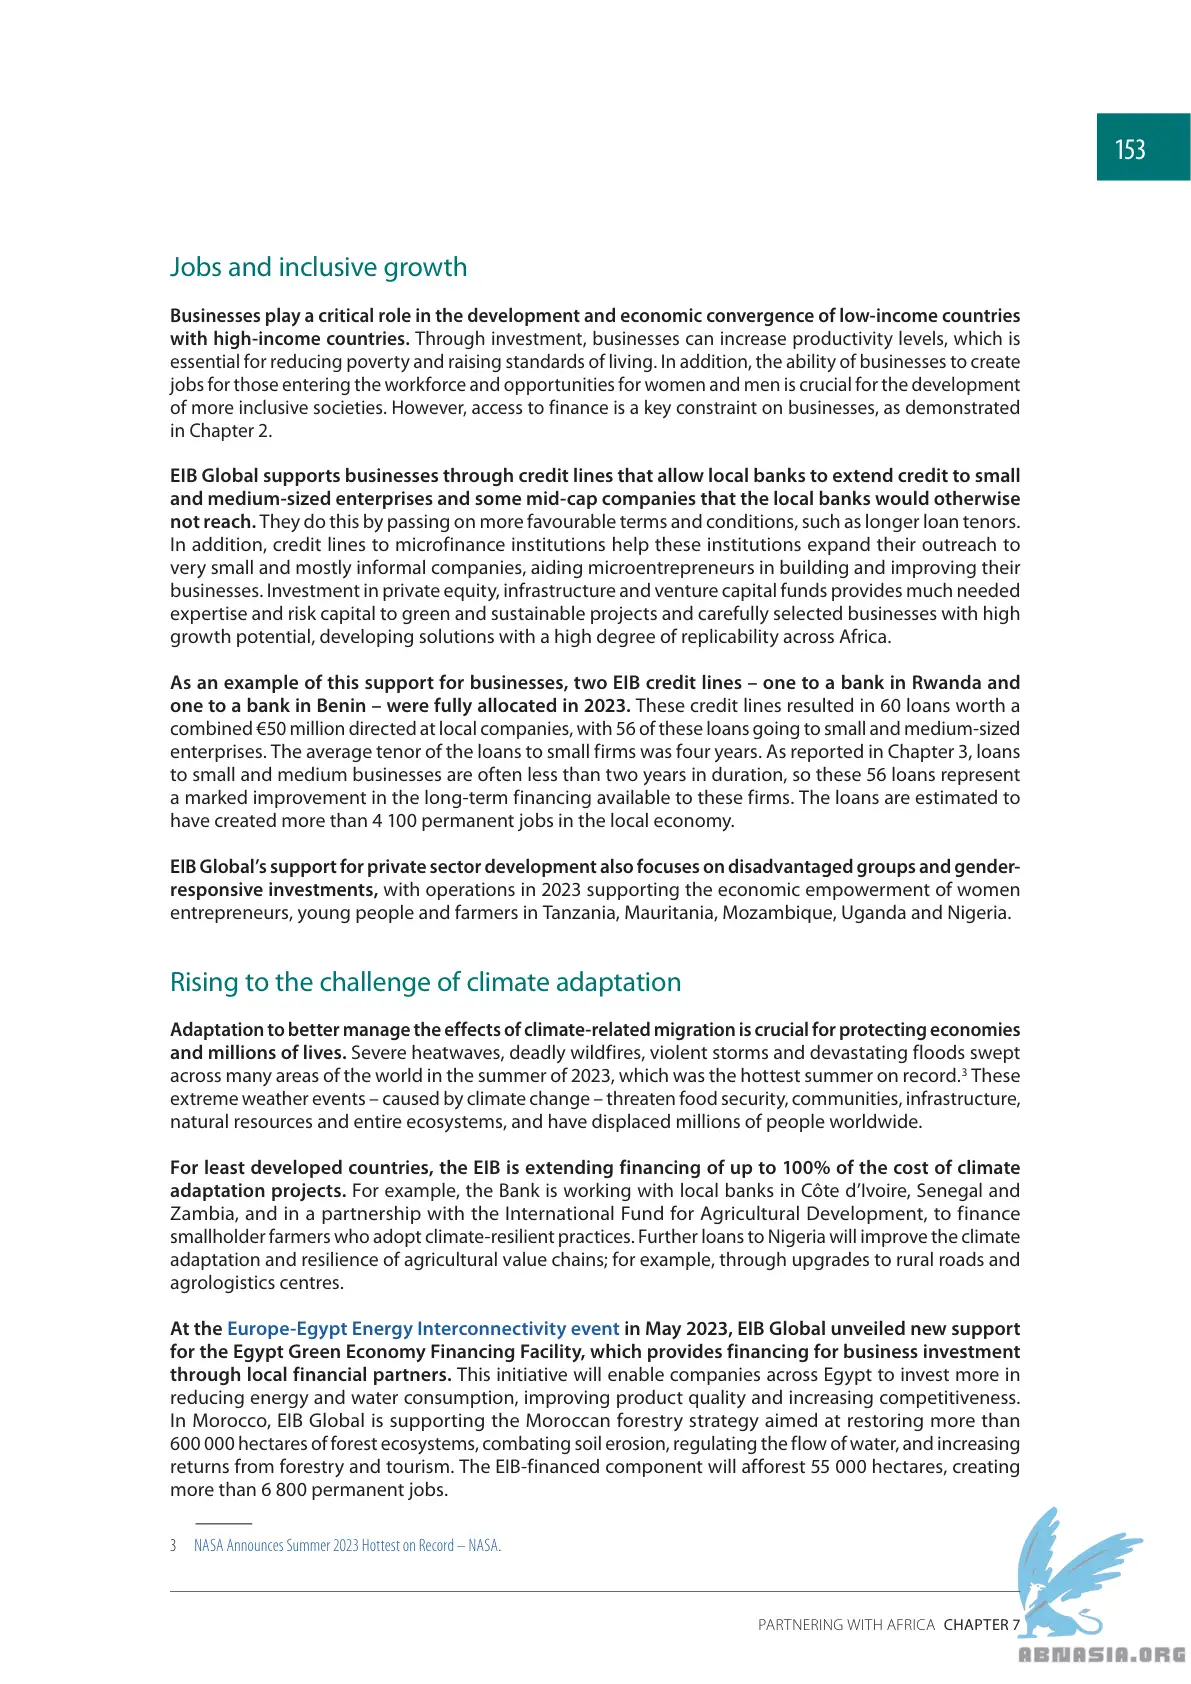 153
Jobs and inclusive growth
Businesses play a critical role in the development and economic convergence of low-income countries
with high-income countries. Through investment, businesses can increase productivity levels, which is
essential for reducing poverty and raising standards of living. In addition, the ability of businesses to create
jobs for those entering the workforce and opportunities for women and men is crucial for the development
of more inclusive societies. However, access to finance is a key constraint on businesses, as demonstrated
in Chapter 2.
EIB Global supports businesses through credit lines that allow local banks to extend credit to small
and medium-sized enterprises and some mid-cap companies that the local banks would otherwise
not reach. They do this by passing on more favourable terms and conditions, such as longer loan tenors.
In addition, credit lines to microfinance institutions help these institutions expand their outreach to
very small and mostly informal companies, aiding microentrepreneurs in building and improving their
businesses. Investment in private equity, infrastructure and venture capital funds provides much needed
expertise and risk capital to green and sustainable projects and carefully selected businesses with high
growth potential, developing solutions with a high degree of replicability across Africa.
As an example of this support for businesses, two EIB credit lines – one to a bank in Rwanda and
one to a bank in Benin – were fully allocated in 2023. These credit lines resulted in 60 loans worth a
combined €50 million directed at local companies, with 56 of these loans going to small and medium-sized
enterprises. The average tenor of the loans to small firms was four years. As reported in Chapter 3, loans
to small and medium businesses are often less than two years in duration, so these 56 loans represent
a marked improvement in the long-term financing available to these firms. The loans are estimated to
have created more than 4 100 permanent jobs in the local economy.
EIB Global's support for private sector development also focuses on disadvantaged groups and gender-
responsive investments, with operations in 2023 supporting the economic empowerment of women
entrepreneurs, young people and farmers in Tanzania, Mauritania, Mozambique, Uganda and Nigeria.
Rising to the challenge of climate adaptation
Adaptation to better manage the effects of climate-related migration is crucial for protecting economies
and millions of lives. Severe heatwaves, deadly wildfires, violent storms and devastating floods swept
across many areas of the world in the summer of 2023, which was the hottest summer on record.3 These
extreme weather events – caused by climate change – threaten food security, communities, infrastructure,
natural resources and entire ecosystems, and have displaced millions of people worldwide.
For least developed countries, the EIB is extending financing of up to 100% of the cost of climate
adaptation projects. For example, the Bank is working with local banks in Côte d'Ivoire, Senegal and
Zambia, and in a partnership with the International Fund for Agricultural Development, to finance
smallholder farmers who adopt climate-resilient practices. Further loans to Nigeria will improve the climate
adaptation and resilience of agricultural value chains; for example, through upgrades to rural roads and
agrologistics centres.
At the Europe-Egypt Energy Interconnectivity event in May 2023, EIB Global unveiled new support
for the Egypt Green Economy Financing Facility, which provides financing for business investment
through local financial partners. This initiative will enable companies across Egypt to invest more in
reducing energy and water consumption, improving product quality and increasing competitiveness.
In Morocco, EIB Global is supporting the Moroccan forestry strategy aimed at restoring more than
600 000 hectares of forest ecosystems, combating soil erosion, regulating the flow of water, and increasing
returns from forestry and tourism. The EIB-financed component will afforest 55 000 hectares, creating
more than 6 800 permanent jobs.
3 NASA Announces Summer 2023 Hottest on Record – NASA.
PARTNERING WITH AFRICA CHAPTER 7
ABNASIA.ORG